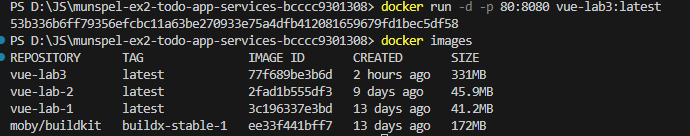 PS D:\JS\munspel-ex2-todo-app-services-bcccc9301308> docker run -d -p 80:8080 vue-lab3:latest
53b336b6ff79356efcbc11a63be270933e75a4dfb412081659679fd1bec5df58
PS D:\JS\munspel-ex2-todo-app-services-bcccc9301308> docker images
REPOSITORY TAG IMAGE ID CREATED SIZE
vue-lab3 latest 77f689be3b6d 2 hours ago 331MB
vue-lab-2 latest 2fad1b555df3 9 days ago 45.9MB
vue-lab-1 latest 3c196337e3bd 13 days ago 41.2MB
moby/buildkit buildx-stable-1 ee33f441bff7 13 days ago 172MB